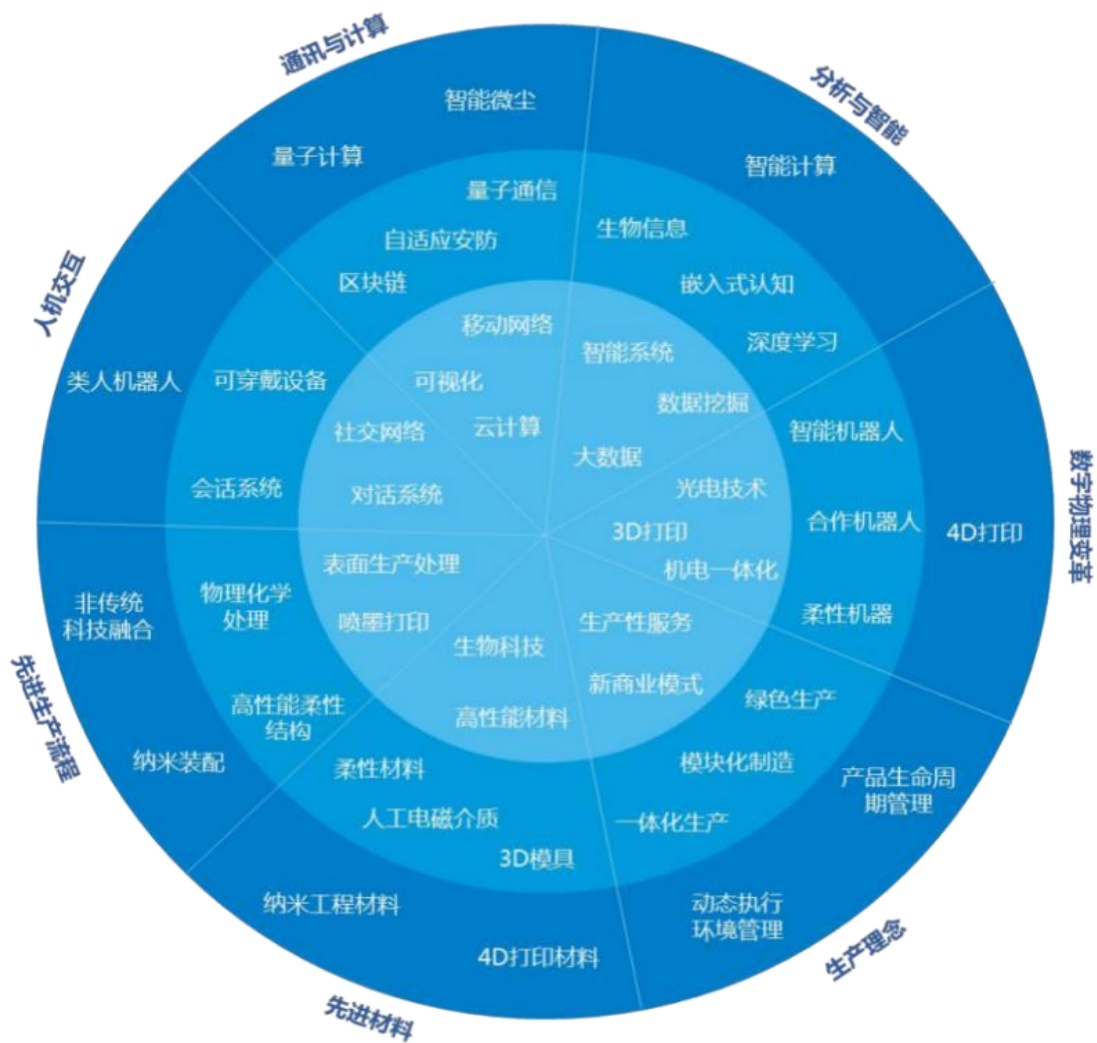 通讯与计算
分析与智能
智能微尘
量子计算
智能计算
量子通信
生物信息
自适应安防
区块链
嵌入式认知
人机交互
移动网络
智能系统
深度学习
类人机器人
可穿戴设备
可视化
数据挖掘
社交网络
云计算
智能机器人
大数据
会话系统
对话系统
光电技术
数字物理变革
3D打印
合作机器人
4D打印
表面生产处理
机电一体化
非传统
科技融合
物理化学
处理
喷墨打印
生产性服务
柔性机器
生物科技
先进生产流程
高性能柔性
结构
高性能材料
新商业模式
绿色生产
纳米装配
柔性材料
模块化制造
产品生命周
期管理
人工电磁介质
一体化生产
3D模具
纳米工程材料
动态执行
环境管理
4D打印材料
生产理念
先进材料